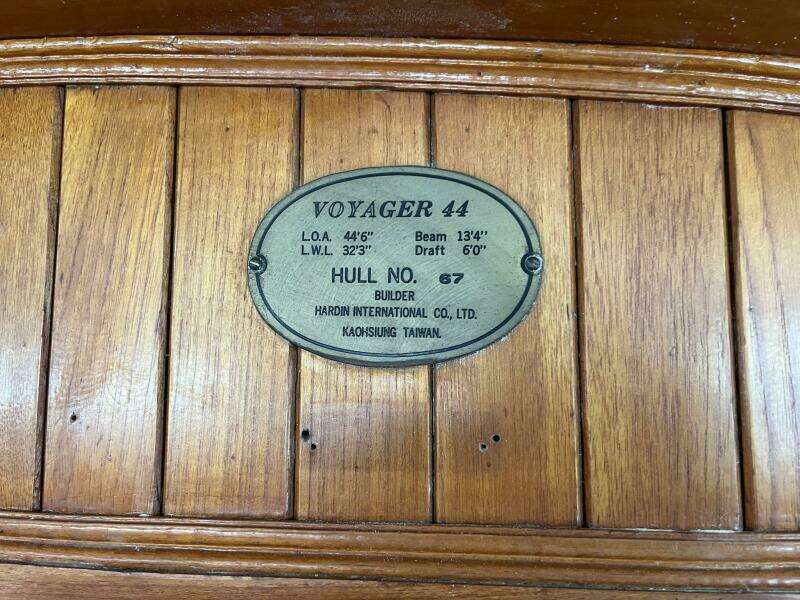 VOYAGER 44
L.O.A. 44'6" Beam 13'4"
L.W.L. 32'3" Draft 6'0"
HULL NO. 67
BUILDER
HARDIN INTERNATIONAL CO., LTD.
KAOHSIUNG TAIWAN.